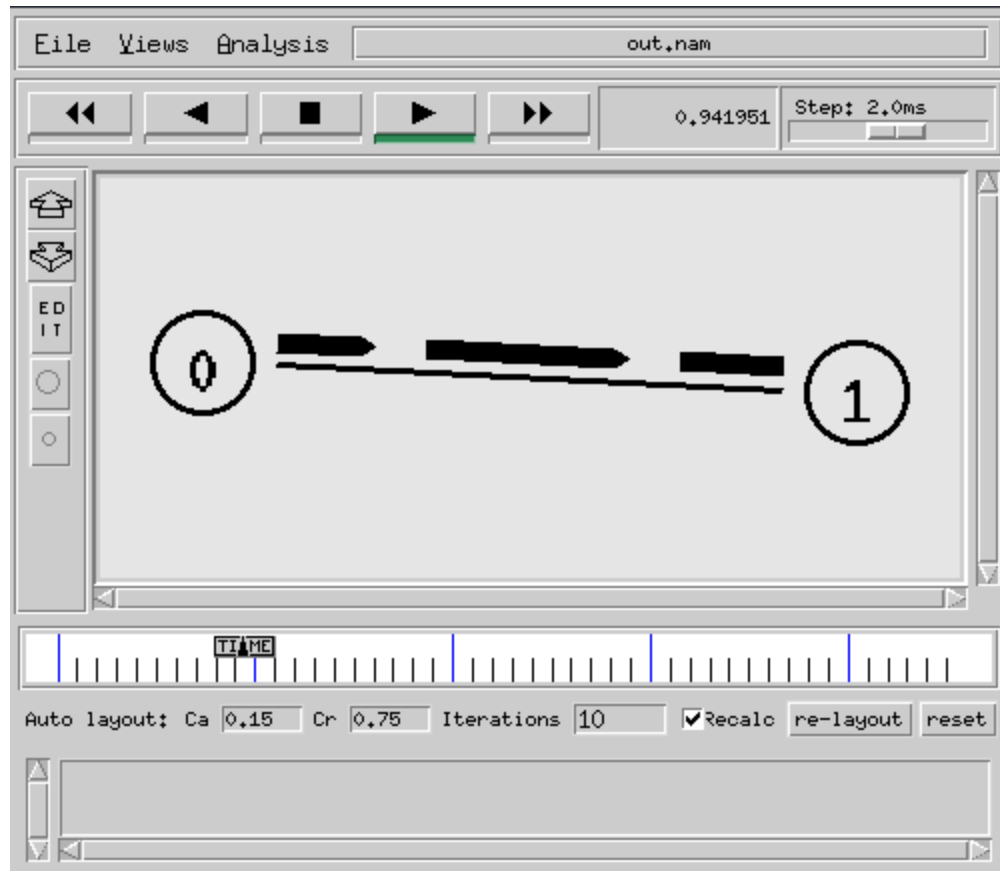 File Views Analysis out.nam
0.941951 Step: 2.0ms
ED
IT
0
1
TIME
Auto layout: Ca 0.15 Cr 0.75 Iterations 10 Recalc re-layout reset